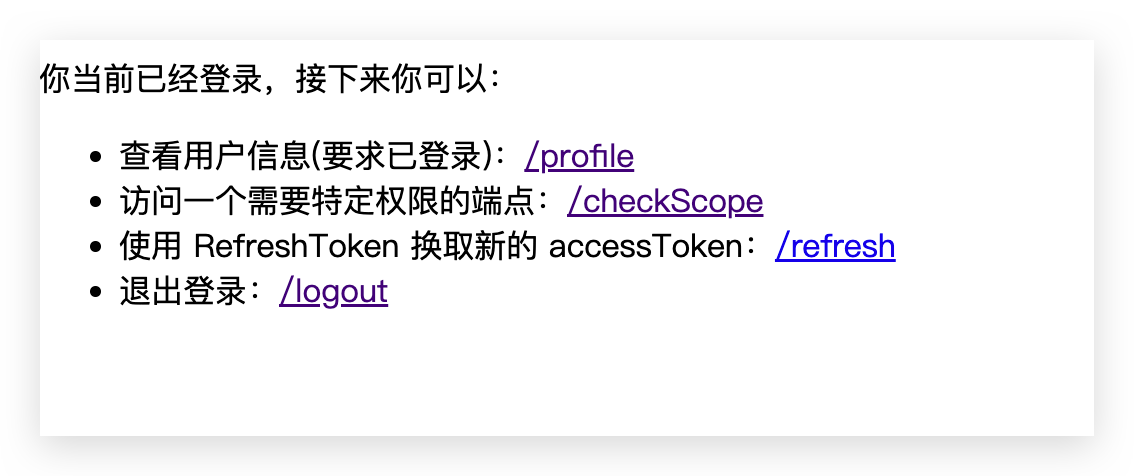 你当前已经登录，接下来你可以：
• 查看用户信息(要求已登录)：/profile
• 访问一个需要特定权限的端点：/checkScope
• 使用 RefreshToken 换取新的 accessToken：/refresh
• 退出登录：/logout